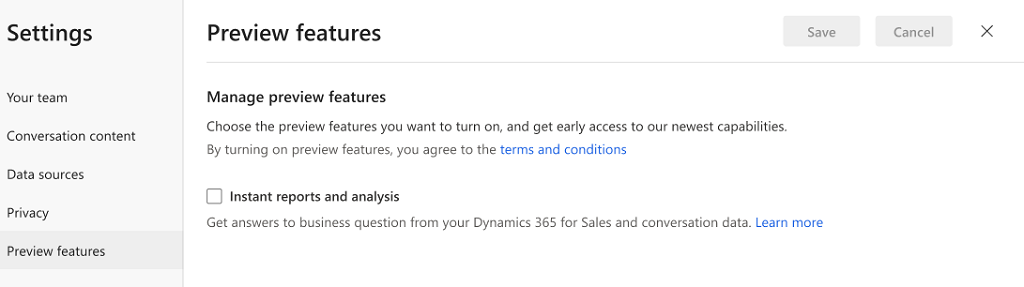 Settings
Your team
Conversation content
Data sources
Privacy
Preview features
Preview features
Save
Cancel
Manage preview features
Choose the preview features you want to turn on, and get early access to our newest capabilities.
By turning on preview features, you agree to the terms and conditions
Instant reports and analysis
Get answers to business question from your Dynamics 365 for Sales and conversation data. Learn more